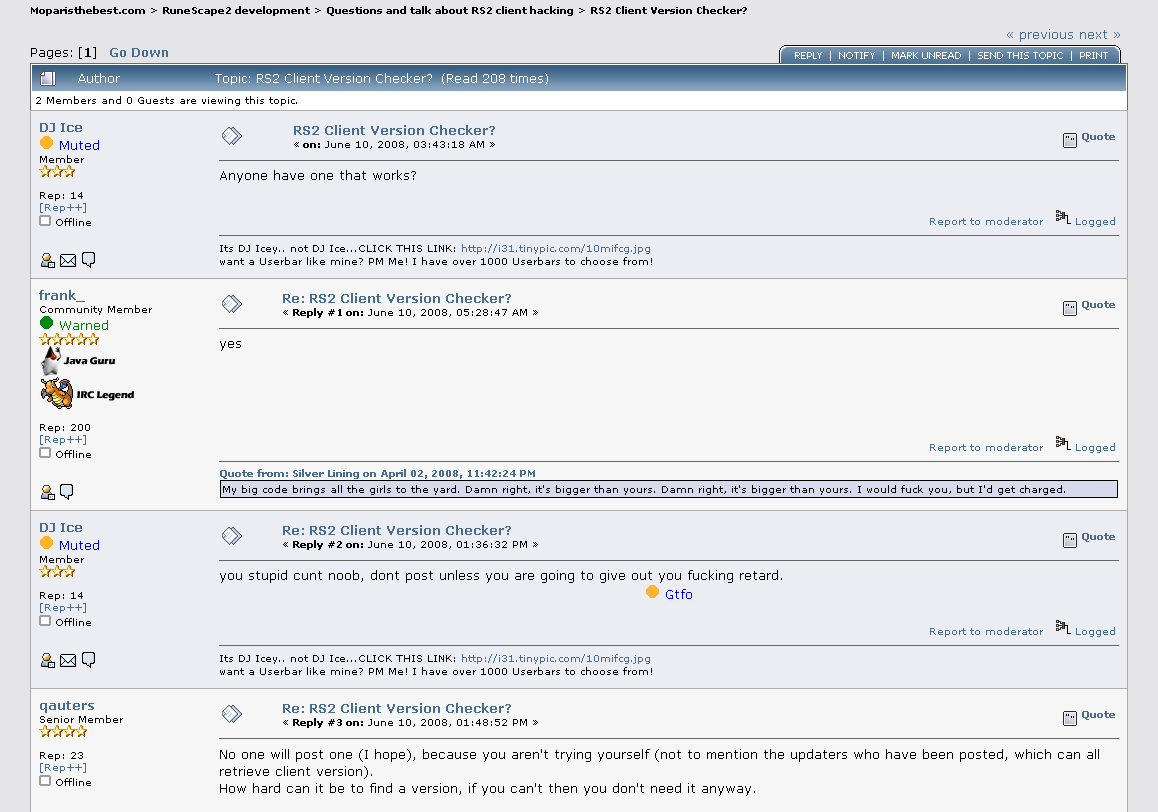 Moparisthebest.com > RuneScape2 development > Questions and talk about RS2 client hacking > RS2 Client Version Checker?
« previous next »
Pages: [1] Go Down
REPLY | NOTIFY | MARK UNREAD | SEND THIS TOPIC | PRINT
Author Topic: RS2 Client Version Checker? (Read 208 times)
2 Members and 0 Guests are viewing this topic.
DJ Ice
Muted
Member
Rep: 14
[Rep++]
Offline
RS2 Client Version Checker?
« on: June 10, 2008, 03:43:18 AM »
Quote
Anyone have one that works?
Report to moderator Logged
Its DJ Icey.. not DJ Ice...CLICK THIS LINK: http://i31.tinypic.com/10mifcg.jpg
want a Userbar like mine? PM Me! I have over 1000 Userbars to choose from!
frank_
Community Member
Warned
Java Guru
IRC Legend
Rep: 200
[Rep++]
Offline
Re: RS2 Client Version Checker?
« Reply #1 on: June 10, 2008, 05:28:47 AM »
Quote
yes
Report to moderator Logged
Quote from: Silver Lining on April 02, 2008, 11:42:24 PM
My big code brings all the girls to the yard. Damn right, it's bigger than yours. Damn right, it's bigger than yours. I would fuck you, but I'd get charged.
DJ Ice
Muted
Member
Rep: 14
[Rep++]
Offline
Re: RS2 Client Version Checker?
« Reply #2 on: June 10, 2008, 01:36:32 PM »
Quote
you stupid cunt noob, dont post unless you are going to give out you fucking retard.
Gtfo
Report to moderator Logged
Its DJ Icey.. not DJ Ice...CLICK THIS LINK: http://i31.tinypic.com/10mifcg.jpg
want a Userbar like mine? PM Me! I have over 1000 Userbars to choose from!
qauters
Senior Member
Rep: 23
[Rep++]
Offline
Re: RS2 Client Version Checker?
« Reply #3 on: June 10, 2008, 01:48:52 PM »
Quote
No one will post one (I hope), because you aren't trying yourself (not to mention the updaters who have been posted, which can all
retrieve client version).
How hard can it be to find a version, if you can't then you don't need it anyway.